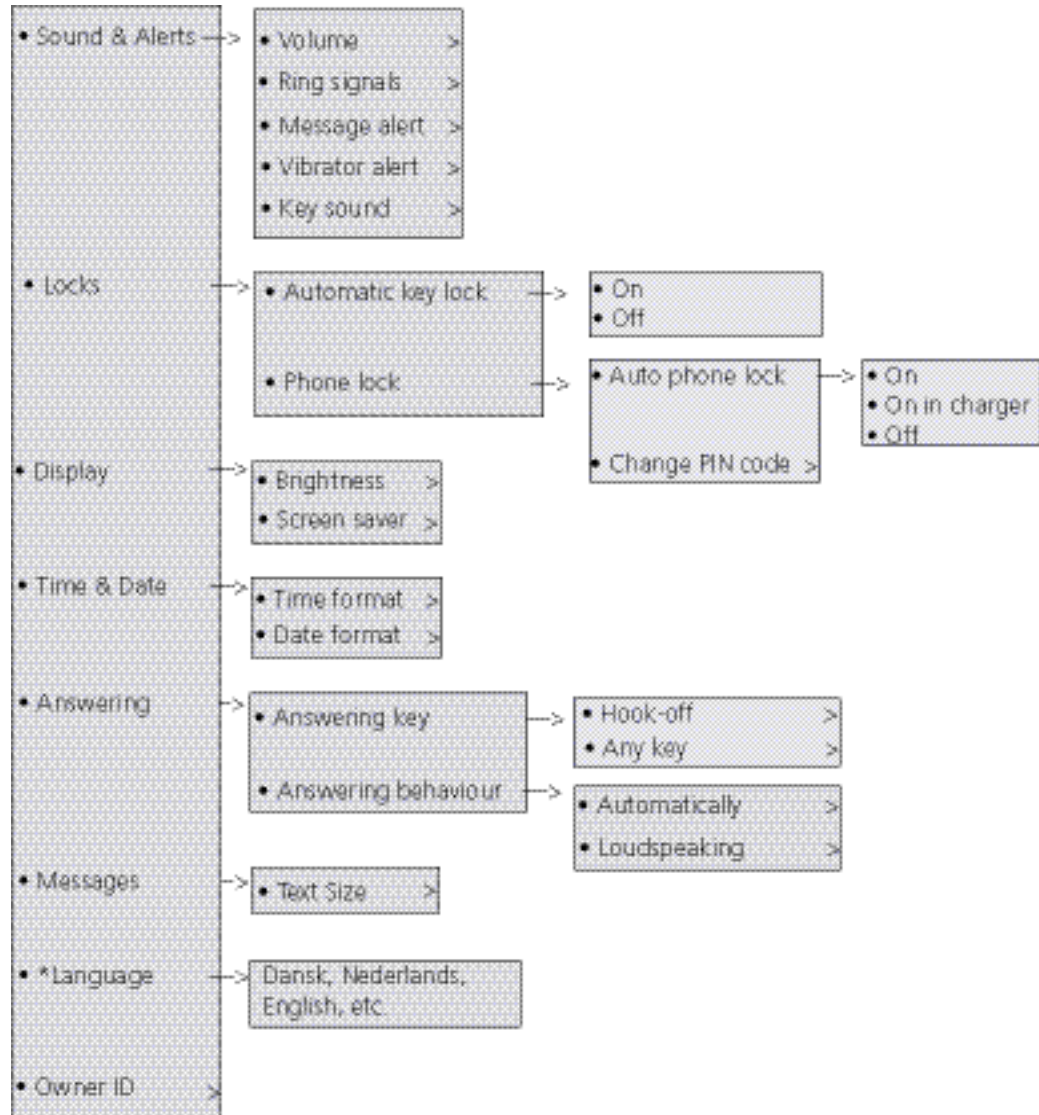 • Sound & Alerts
• Volume >
• Ring signals >
• Message alert >
• Vibrator alert >
• Key sound >
• Locks
• Automatic key lock
• On
• Off
• Phone lock
• Auto phone lock
• On
• On in charger
• Off
• Change PIN code >
• Display
• Brightness >
• Screen saver >
• Time & Date
• Time format >
• Date format >
• Answering
• Answering key
• Hook-off >
• Any key >
• Answering behaviour
• Automatically >
• Loudspeaking >
• Messages
• Text Size >
• *Language
Dansk, Nederlands,
English, etc.
• Owner ID >